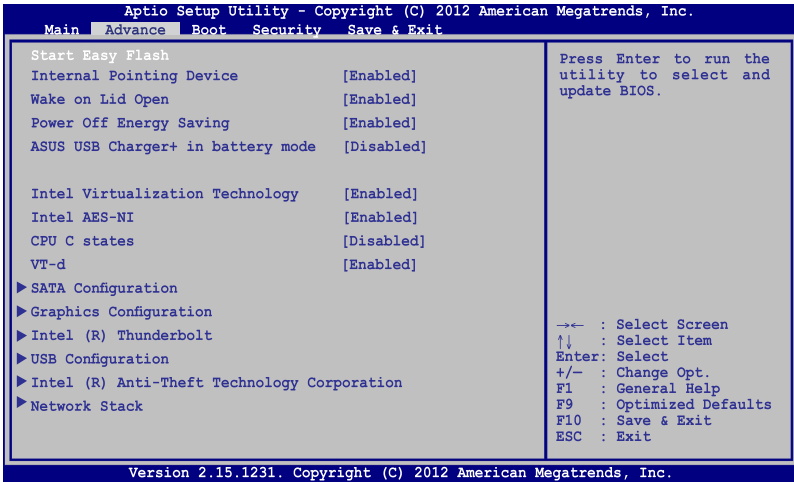 Aptio Setup Utility - Copyright (C) 2012 American Megatrends, Inc.
Main Advance Boot Security Save & Exit
Start Easy Flash
Internal Pointing Device [Enabled]
Wake on Lid Open [Enabled]
Power Off Energy Saving [Enabled]
ASUS USB Charger+ in battery mode [Disabled]
Intel Virtualization Technology [Enabled]
Intel AES-NI [Enabled]
CPU C states [Disabled]
VT-d [Enabled]
SATA Configuration
Graphics Configuration
Intel (R) Thunderbolt
USB Configuration
Intel (R) Anti-Theft Technology Corporation
Network Stack
Press Enter to run the
utility to select and
update BIOS.
→← : Select Screen
↑↓ : Select Item
Enter: Select
+/— : Change Opt.
F1 : General Help
F9 : Optimized Defaults
F10 : Save & Exit
ESC : Exit
Version 2.15.1231. Copyright (C) 2012 American Megatrends, Inc.